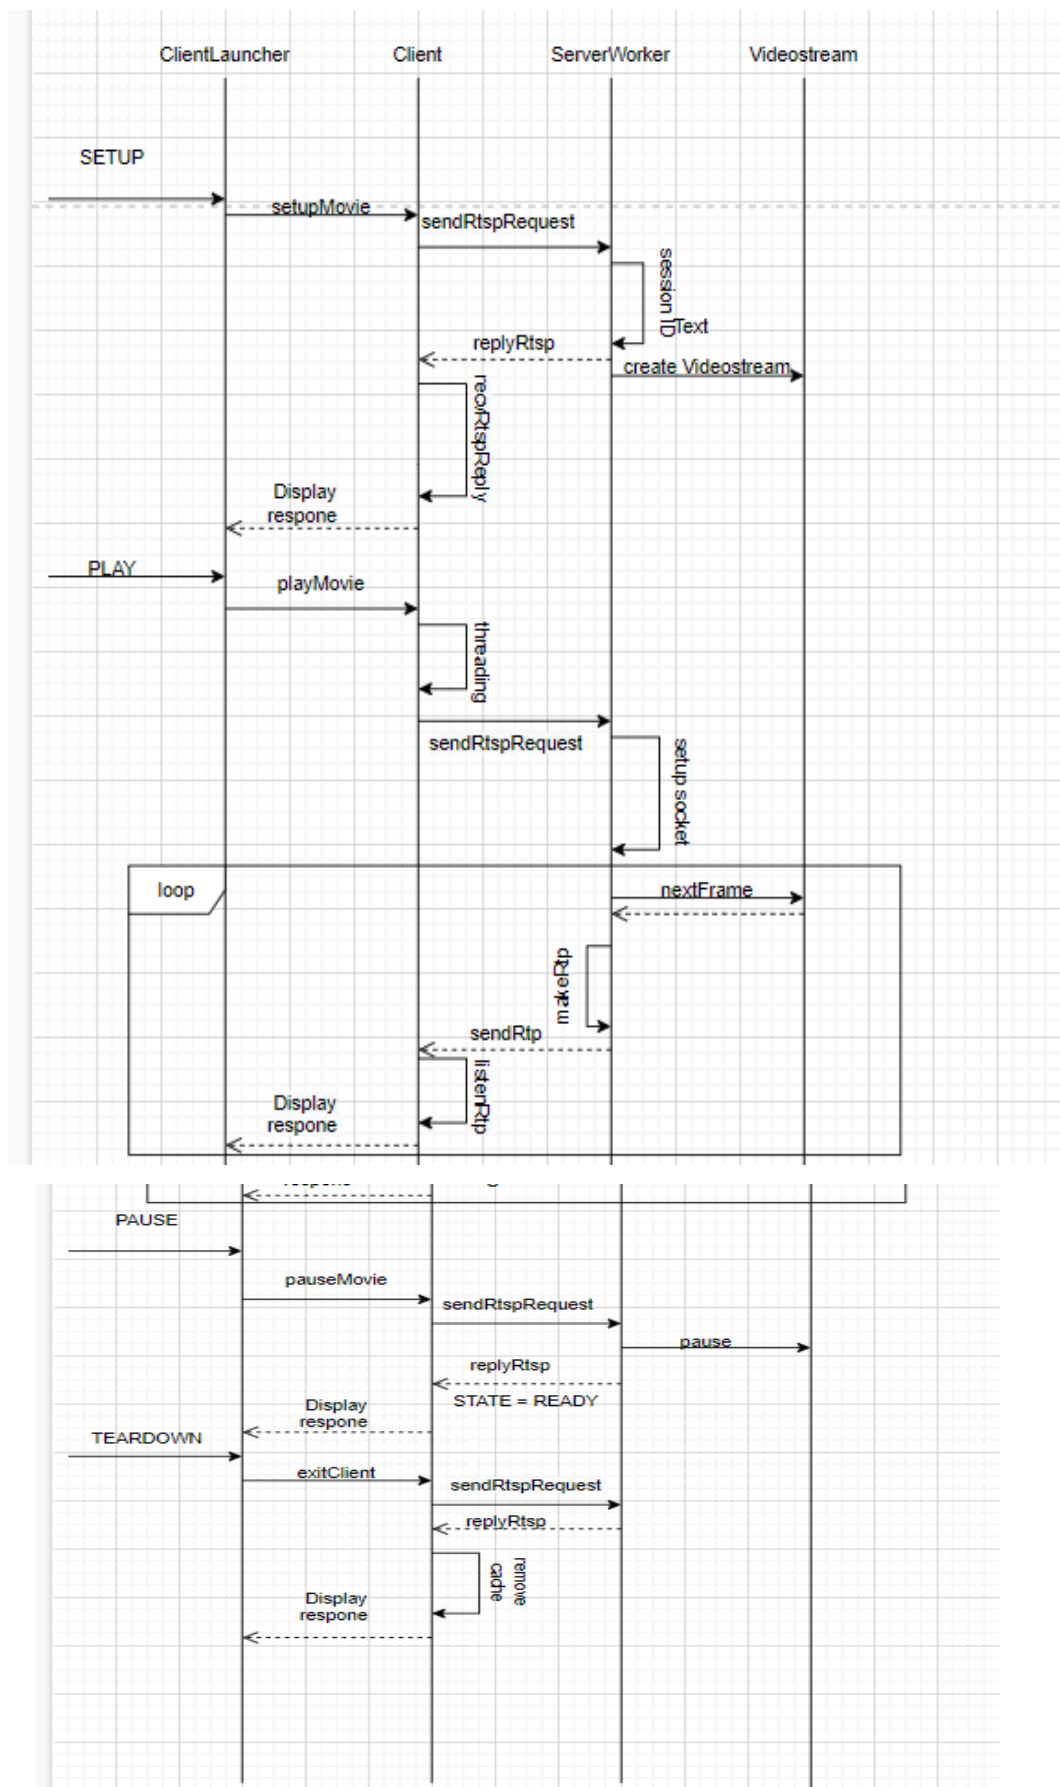 ClientLauncher
Client
ServerWorker
Videostream
SETUP
setupMovie
sendRtspRequest
session ID
Text
replyRtsp
create Videostream
recvRtspReply
Display
respone
PLAY
playMovie
threading
sendRtspRequest
setup socket
loop
nextFrame
makeRtp
sendRtp
listenRtp
Display
respone
PAUSE
pauseMovie
sendRtspRequest
pause
replyRtsp
STATE = READY
Display
respone
TEARDOWN
exitClient
sendRtspRequest
replyRtsp
remove
cache
Display
respone